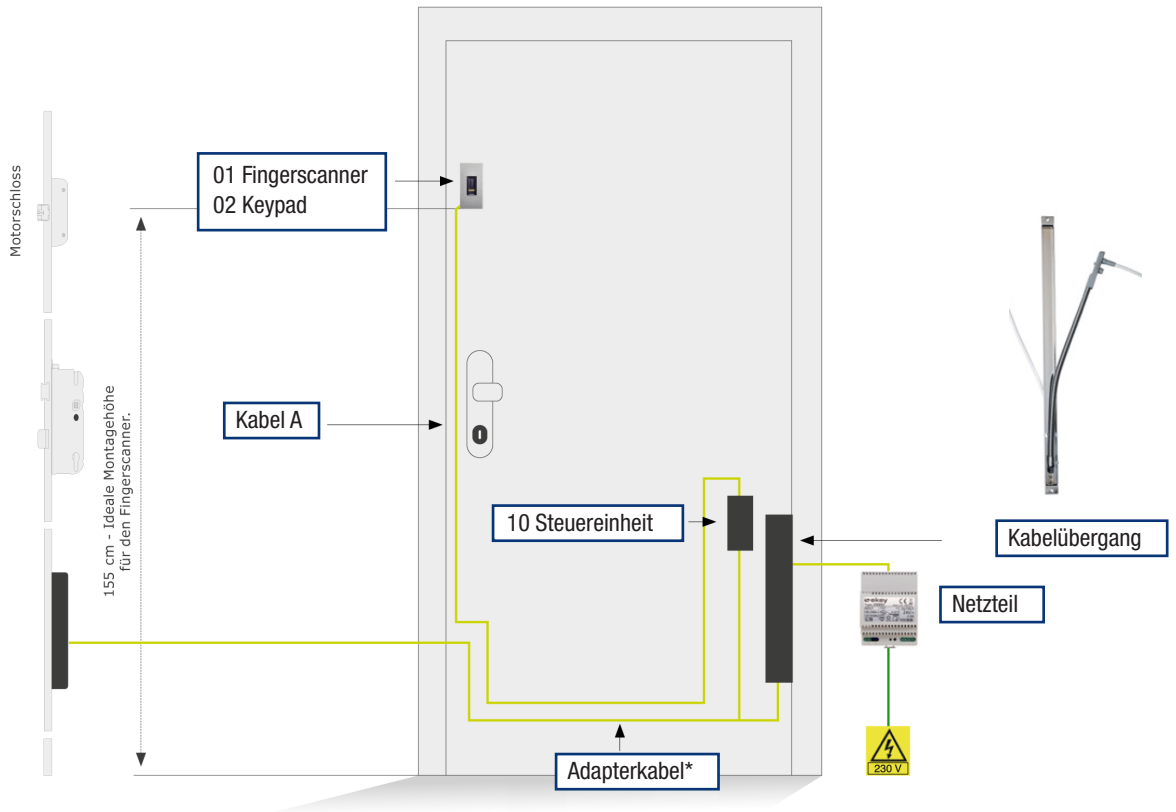 Motorschloss
01 Fingerscanner
02 Keypad
155 cm - Ideale Montagehöhe
für den Fingerscanner.
Kabel A
10 Steuereinheit
Kabelübergang
Netzteil
ekey
Adapterkabel*
230 V